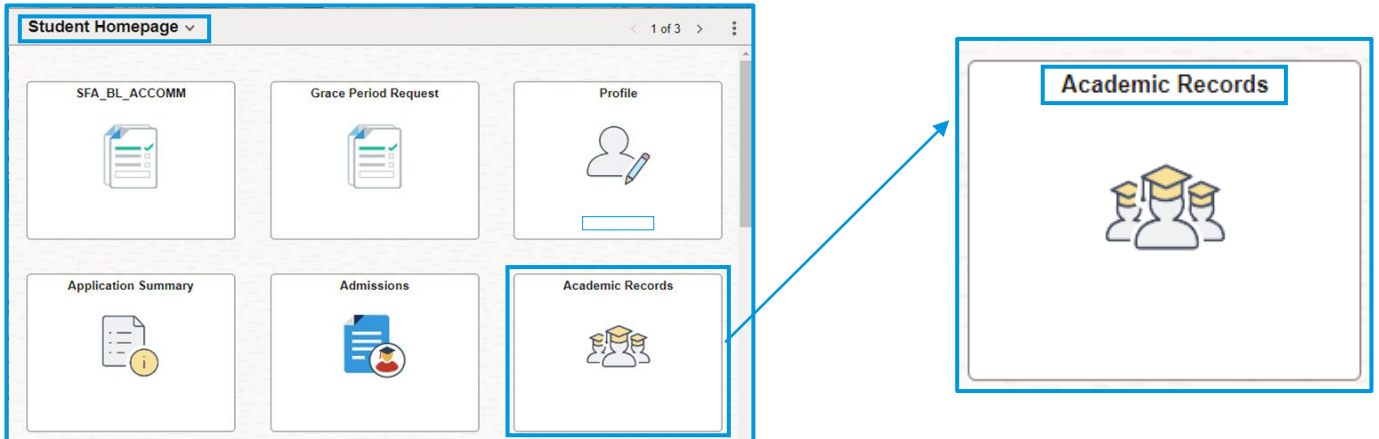 Student Homepage
1 of 3
SFA_BL_ACCOMM
Grace Period Request
Profile
Application Summary
Admissions
Academic Records
Academic Records